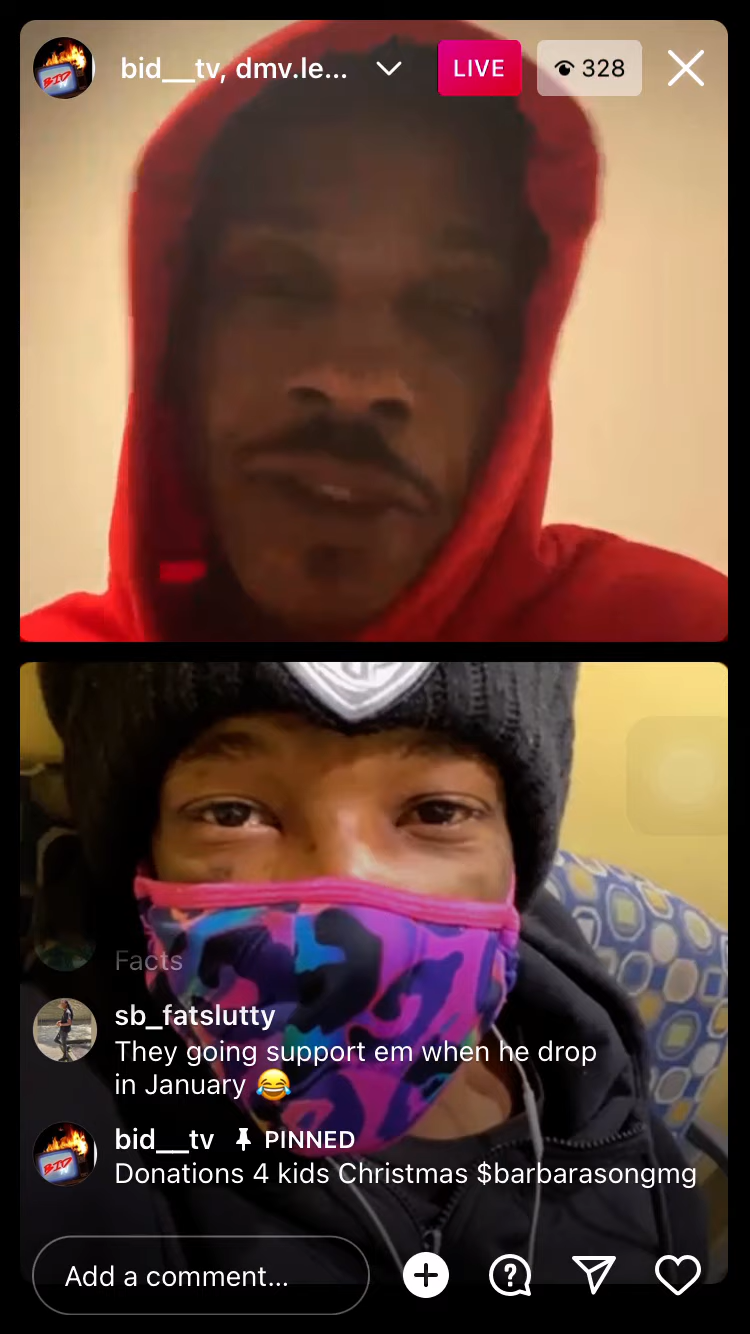 bid__tv, dmv.le...
LIVE
328
Facts
sb_fatslutty
They going support em when he drop
in January 😂
bid__tv PINNED
Donations 4 kids Christmas $barbarasongmg
Add a comment...